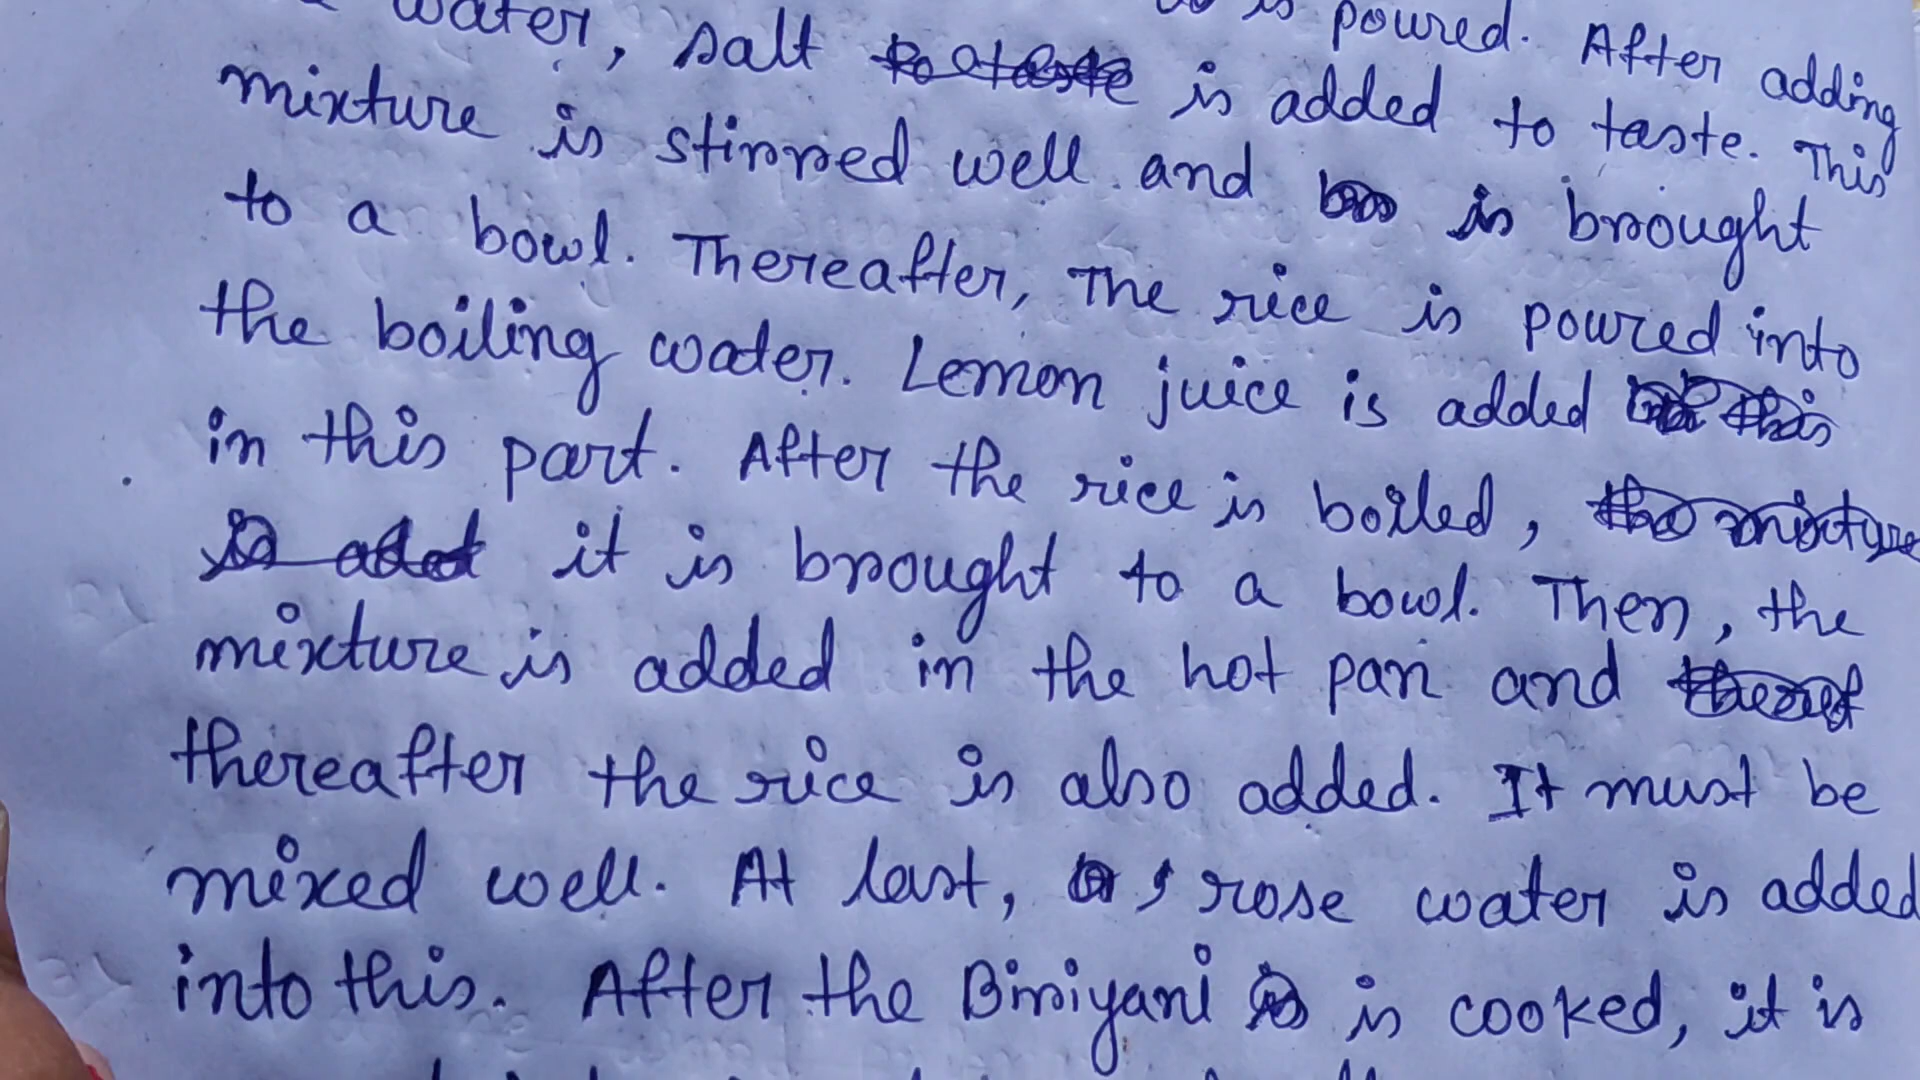 is poured. After adding
water, salt is added to taste. This
mixture is stirred well and is brought
to a bowl. Thereafter, The rice is poured into
the boiling water. Lemon juice is added
in this part. After the rice is boiled,
it is brought to a bowl. Then, the
mixture is added in the hot pan and
thereafter the rice is also added. It must be
mixed well. At last, rose water is added
into this. After the Biriyani is cooked, it is